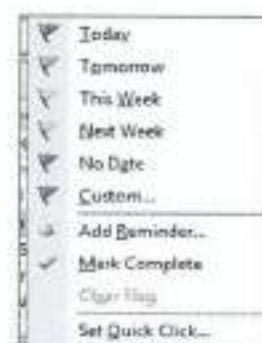 Today
Tomorrow
This Week
Next Week
No Date
Custom...
Add Reminder...
Mark Complete
Clear Flag
Set Quick Click...